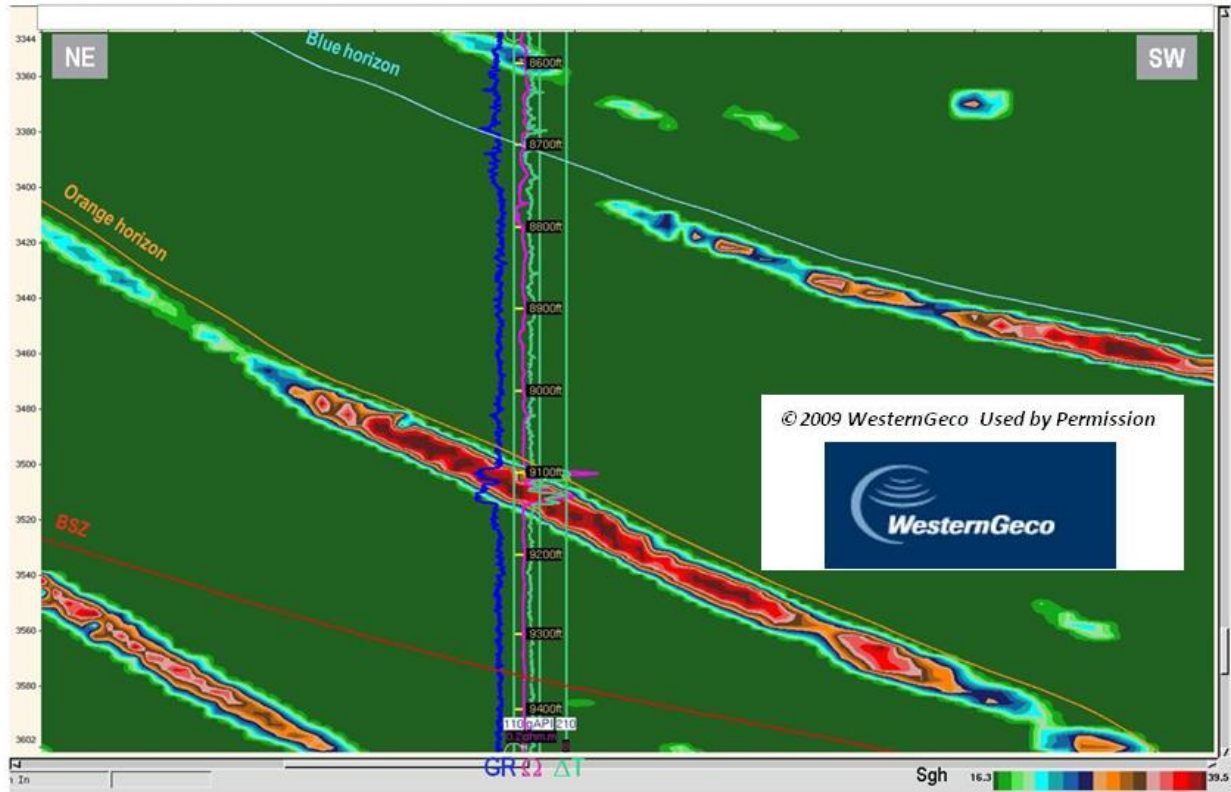 NE
Blue horizon
SW
Orange horizon
BSZ
3344
3360
3380
3400
3420
3440
3460
3480
3500
3520
3540
3560
3580
3602
8600ft
8700ft
8800ft
8900ft
9000ft
9100ft
9200ft
9300ft
9400ft
© 2009 WesternGeco Used by Permission
WesternGeco
110 gAPI 210
GR Ω ΔT
In
Sgh 16.3 39.5